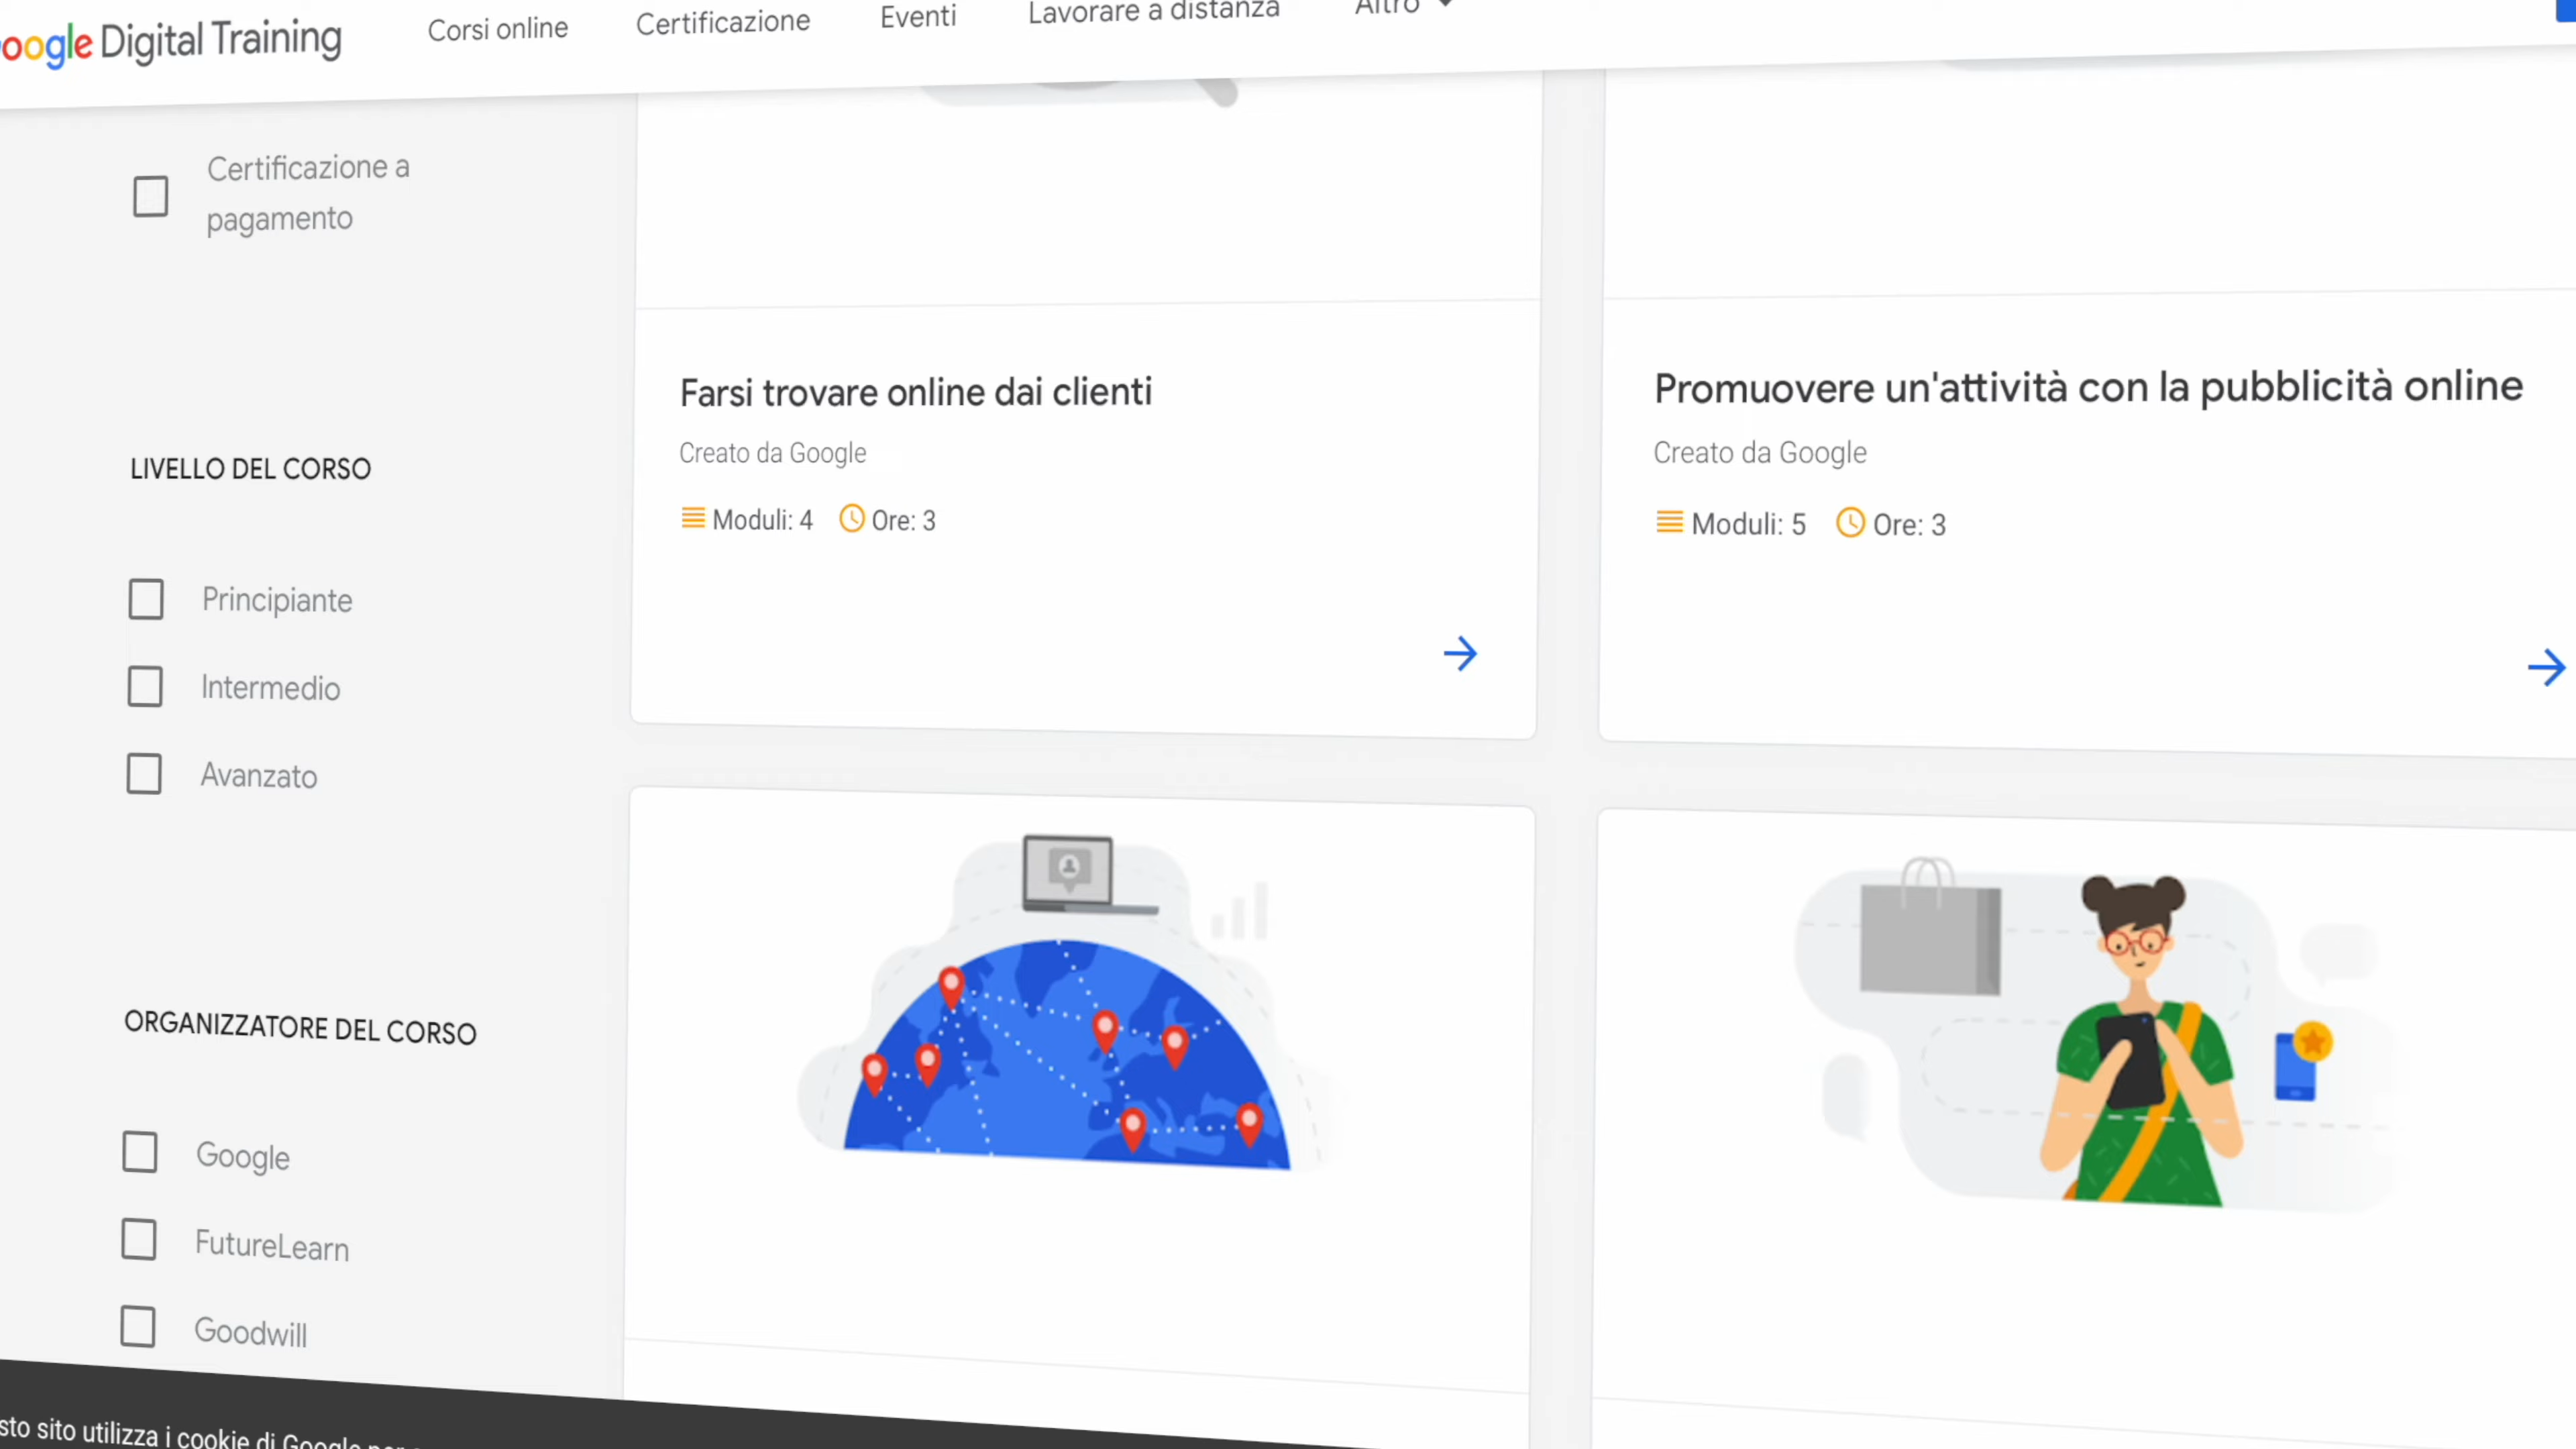 oogle Digital Training
Corsi online
Certificazione
Eventi
Lavorare a distanza
Altro
Certificazione a
pagamento
LIVELLO DEL CORSO
Principiante
Intermedio
Avanzato
ORGANIZZATORE DEL CORSO
Google
FutureLearn
Goodwill
Farsi trovare online dai clienti
Creato da Google
Moduli: 4 Ore: 3
Promuovere un'attività con la pubblicità online
Creato da Google
Moduli: 5 Ore: 3
sto sito utilizza i cookie di Google per